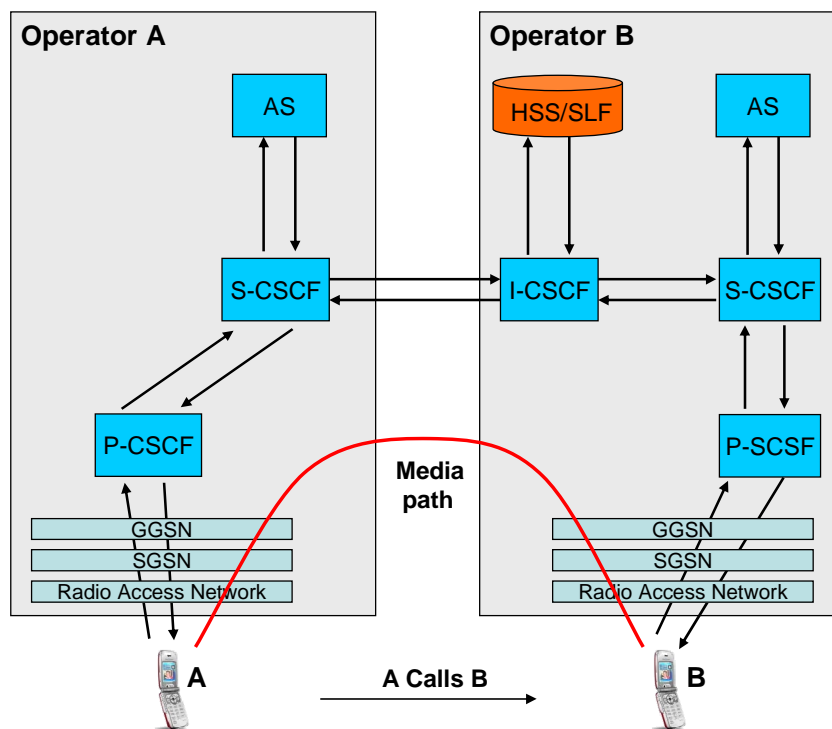 Operator A
Operator B
AS
HSS/SLF
AS
S-CSCF
I-CSCF
S-CSCF
P-CSCF
P-SCSF
Media
path
GGSN
GGSN
SGSN
SGSN
Radio Access Network
Radio Access Network
A
A Calls B
B